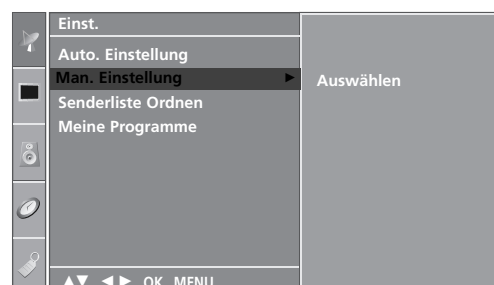 Einst.
Auto. Einstellung
Man. Einstellung ▶ Auswählen
Senderliste Ordnen
Meine Programme
▲▼ ◀▶ OK MENU